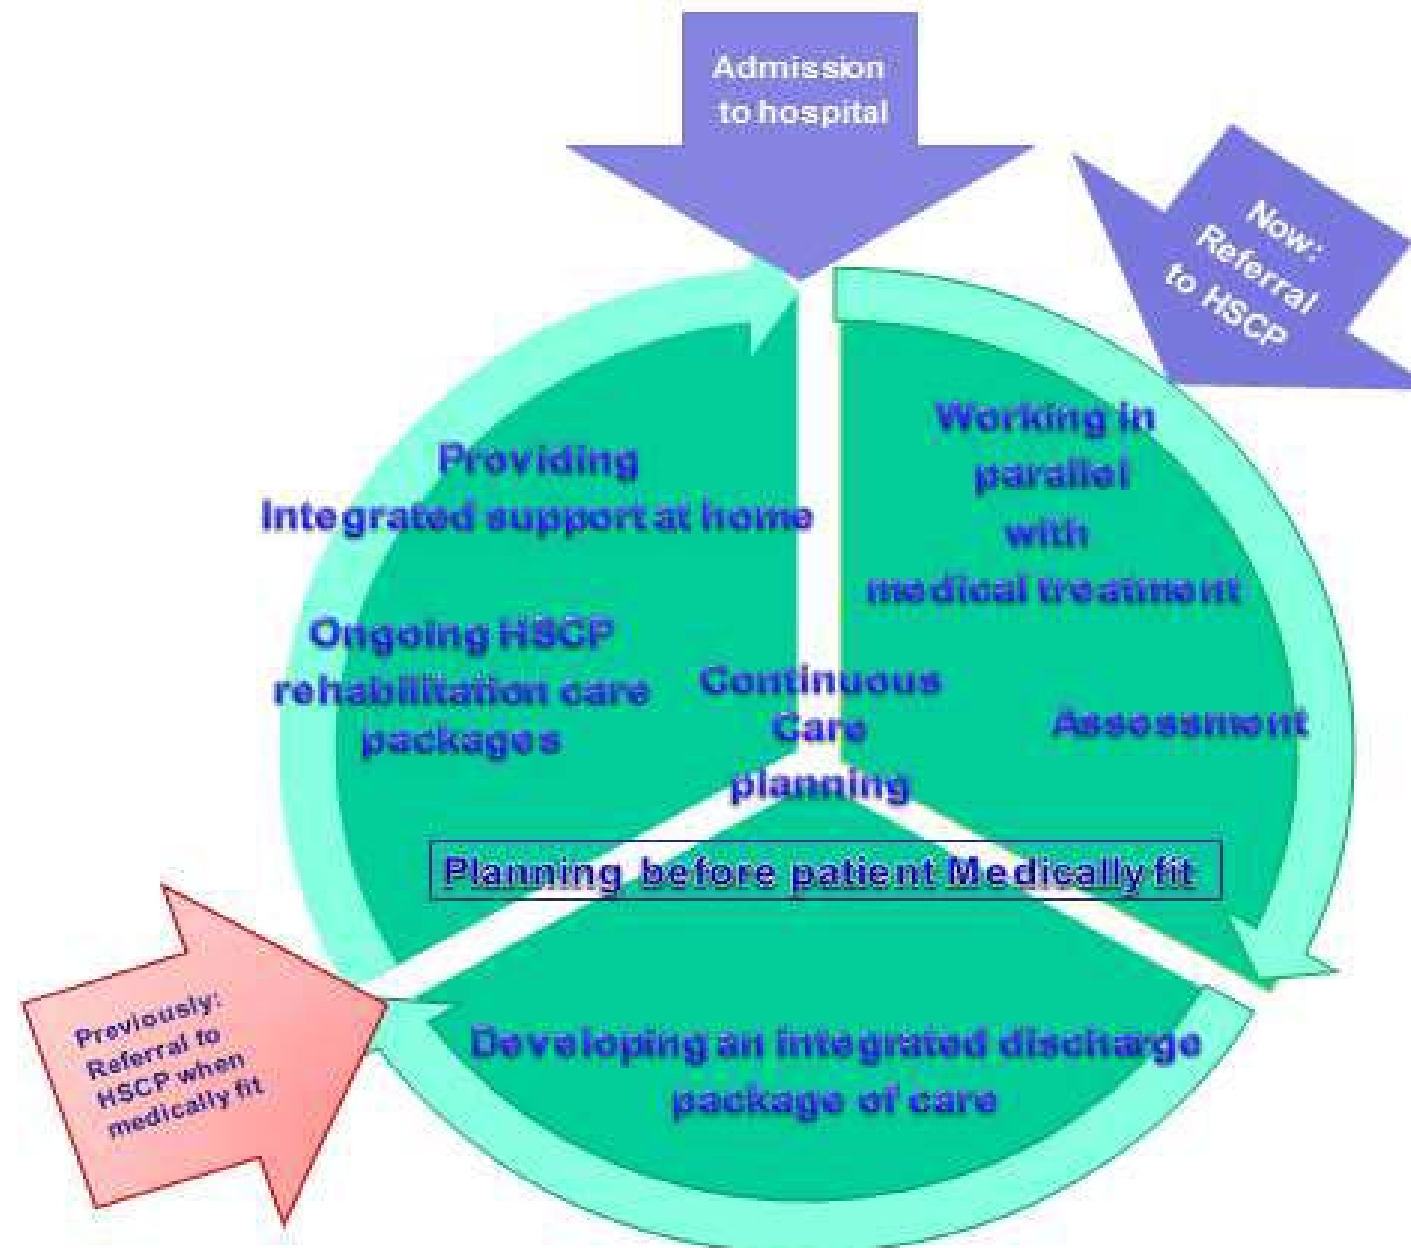 Admission
to hospital
Now:
Referral
to HSCP
Working in
parallel
with
medical treatment
Assessment
Providing
Integrated support at home
Ongoing HSCP
rehabilitation care
packages
Continuous
Care
planning
Planning before patient Medically fit
Developing an integrated discharge
package of care
Previously:
Referral to
HSCP when
medically fit